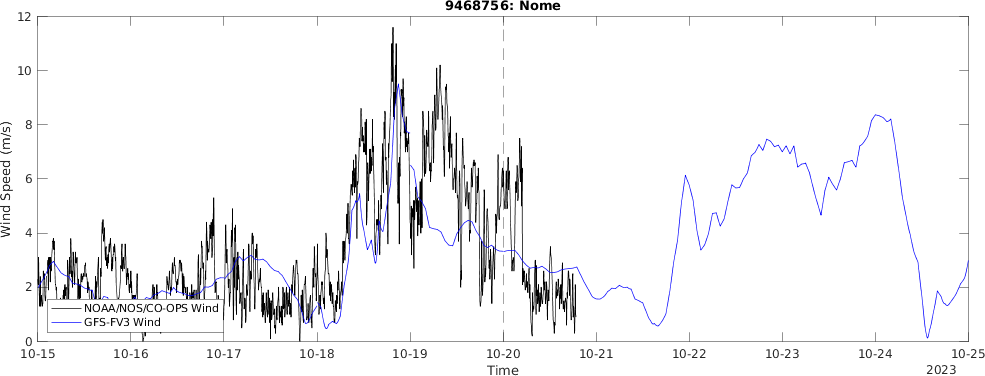 9468756: Nome
Wind Speed (m/s)
12
10
8
6
4
2
0
NOAA/NOS/CO-OPS Wind
GFS-FV3 Wind
10-15 10-16 10-17 10-18 10-19 10-20 10-21 10-22 10-23 10-24 10-25
Time
2023